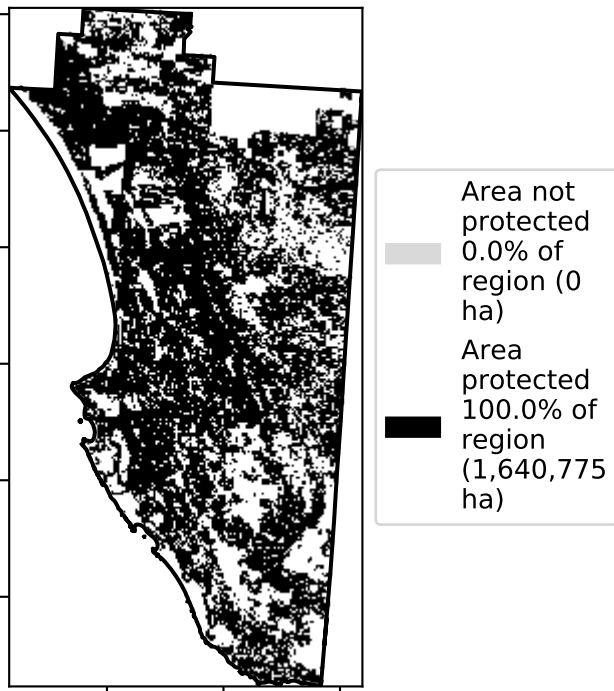 Area not
protected
0.0% of
region (0
ha)
Area
protected
100.0% of
region
(1,640,775
ha)